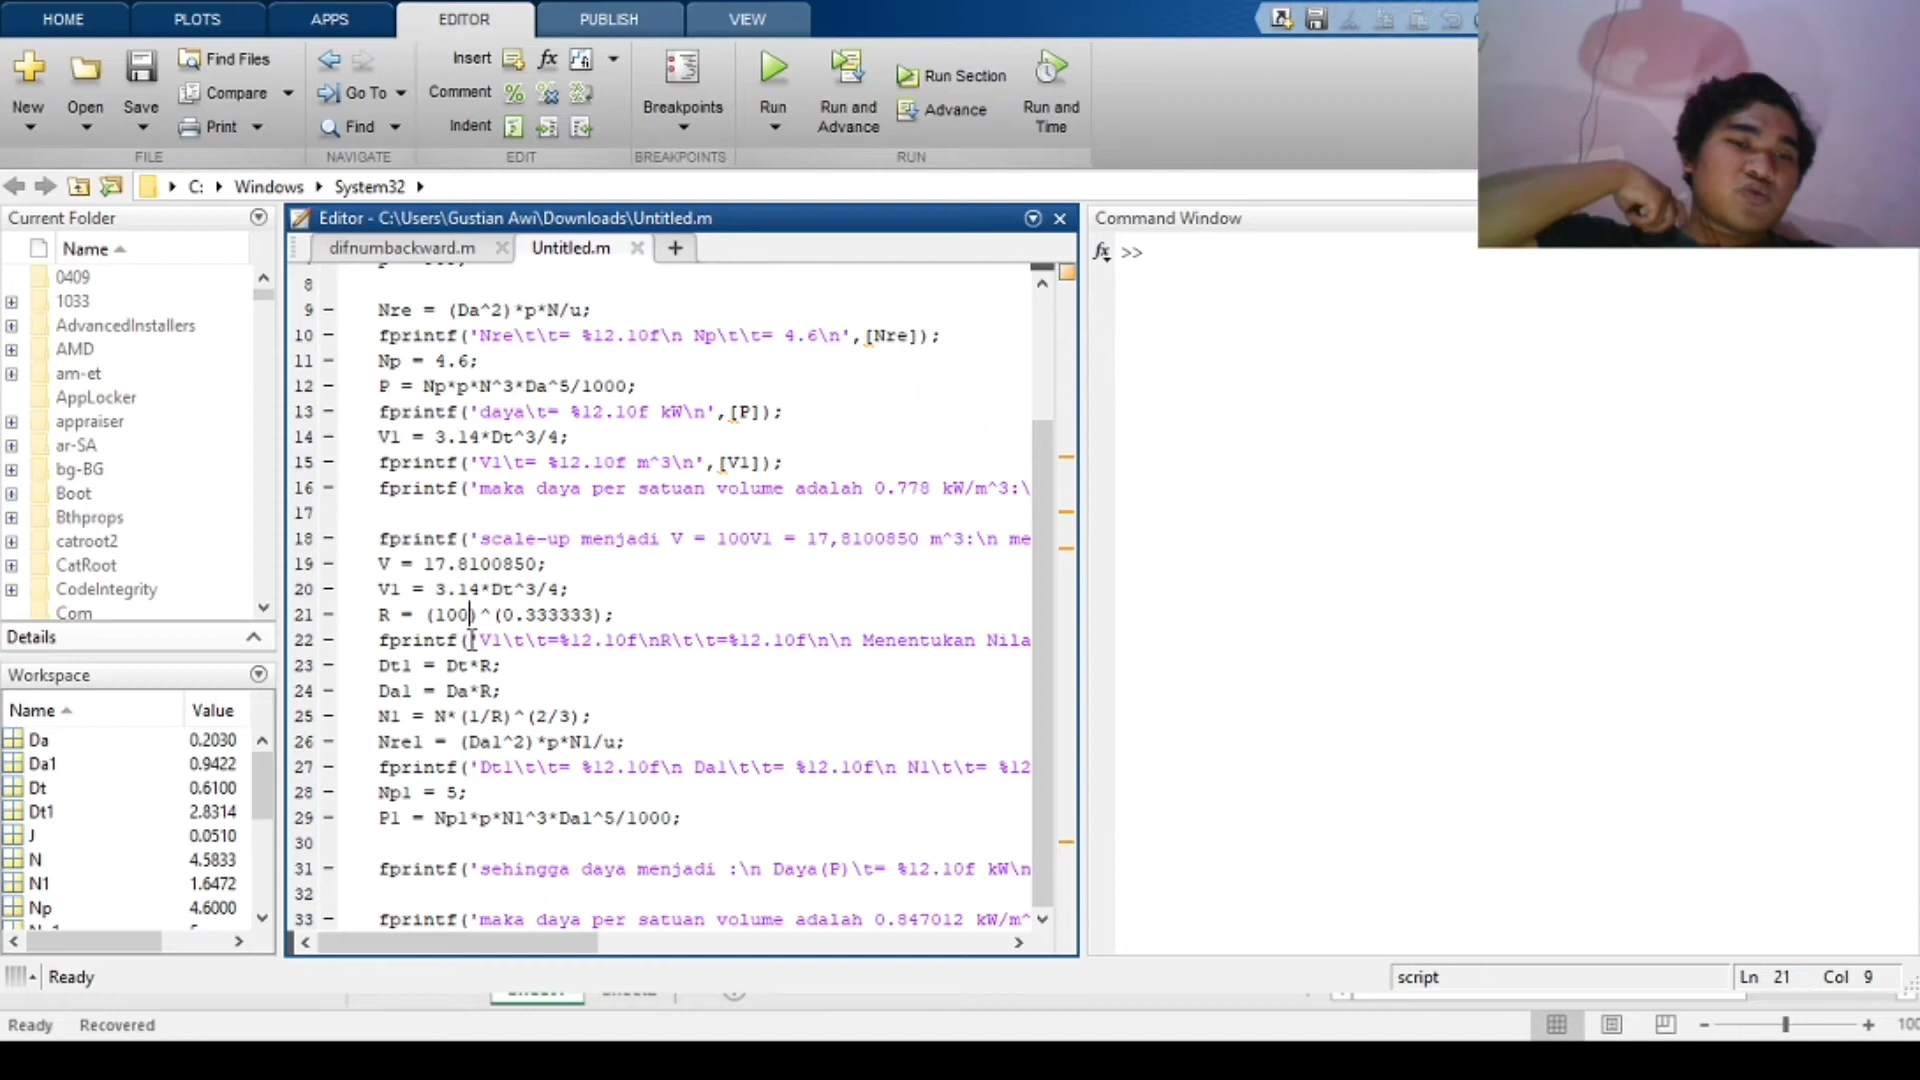 HOME PLOTS APPS EDITOR PUBLISH VIEW
New
Open
Save
Find Files
Compare
Print
FILE
Go To
Find
NAVIGATE
Insert
Comment
Indent
EDIT
Breakpoints
BREAKPOINTS
Run
Run and
Advance
Run Section
Advance
Run and
Time
RUN
C: Windows System32
Current Folder
Name
0409
1033
AdvancedInstallers
AMD
am-et
AppLocker
appraiser
ar-SA
bg-BG
Boot
Bthprops
catroot2
CatRoot
CodeIntegrity
Com
Details
Workspace
Name Value
Da 0.2030
Da1 0.9422
Dt 0.6100
Dt1 2.8314
J 0.0510
N 4.5833
N1 1.6472
Np 4.6000
Editor - C:\Users\Gustian Awi\Downloads\Untitled.m
difnumbackward.m Untitled.m
8
9 - Nre = (Da^2)*p*N/u;
10 - fprintf('Nre\t\t= %12.10f\n Np\t\t= 4.6\n',[Nre]);
11 - Np = 4.6;
12 - P = Np*p*N^3*Da^5/1000;
13 - fprintf('daya\t= %12.10f kW\n',[P]);
14 - V1 = 3.14*Dt^3/4;
15 - fprintf('V1\t= %12.10f m^3\n',[V1]);
16 - fprintf('maka daya per satuan volume adalah 0.778 kW/m^3:\
17
18 - fprintf('scale-up menjadi V = 100V1 = 17,8100850 m^3:\n me
19 - V = 17.8100850;
20 - V1 = 3.14*Dt^3/4;
21 - R = (100)^(0.333333);
22 - fprintf('V1\t\t=%12.10f\nR\t\t=%12.10f\n\n Menentukan Nila
23 - Dt1 = Dt*R;
24 - Da1 = Da*R;
25 - N1 = N*(1/R)^(2/3);
26 - Nre1 = (Da1^2)*p*N1/u;
27 - fprintf('Dt1\t\t= %12.10f\n Da1\t\t= %12.10f\n N1\t\t= %12
28 - Np1 = 5;
29 - P1 = Np1*p*N1^3*Da1^5/1000;
30
31 - fprintf('sehingga daya menjadi :\n Daya(P)\t= %12.10f kW\n
32
33 - fprintf('maka daya per satuan volume adalah 0.847012 kW/m^
Command Window
fx >>
Ready
script
Ln 21 Col 9
Ready Recovered
100